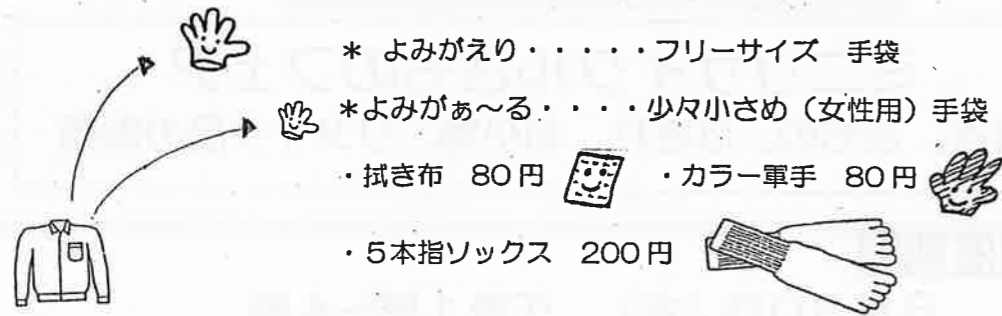 * よみがえり・・・・・フリーサイズ 手袋
*よみがぁ～る・・・・少々小さめ（女性用）手袋
・拭き布 80円 ・カラー軍手 80円
・5本指ソックス 200円